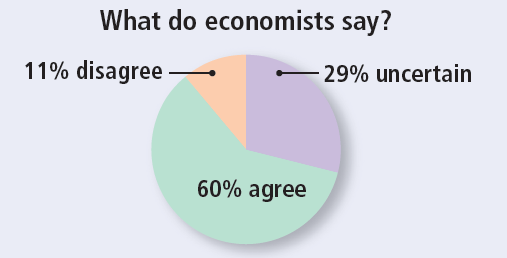 What do economists say?
11% disagree
29% uncertain
60% agree